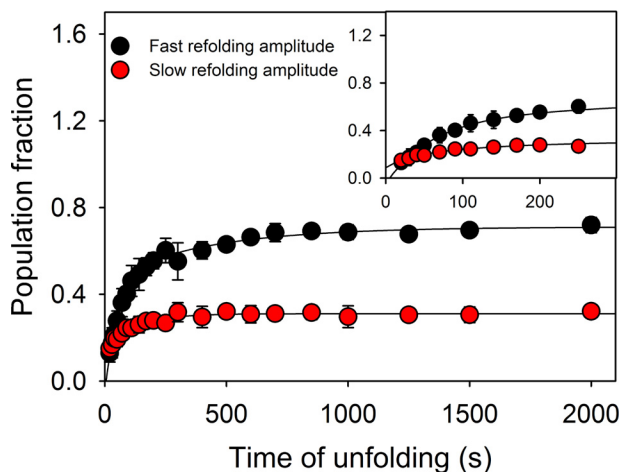 Fast refolding amplitude
Slow refolding amplitude
Population fraction
1.6
1.2
0.8
0.4
0.0
0 500 1000 1500 2000
Time of unfolding (s)
1.2
0.8
0.4
0.0
0 100 200